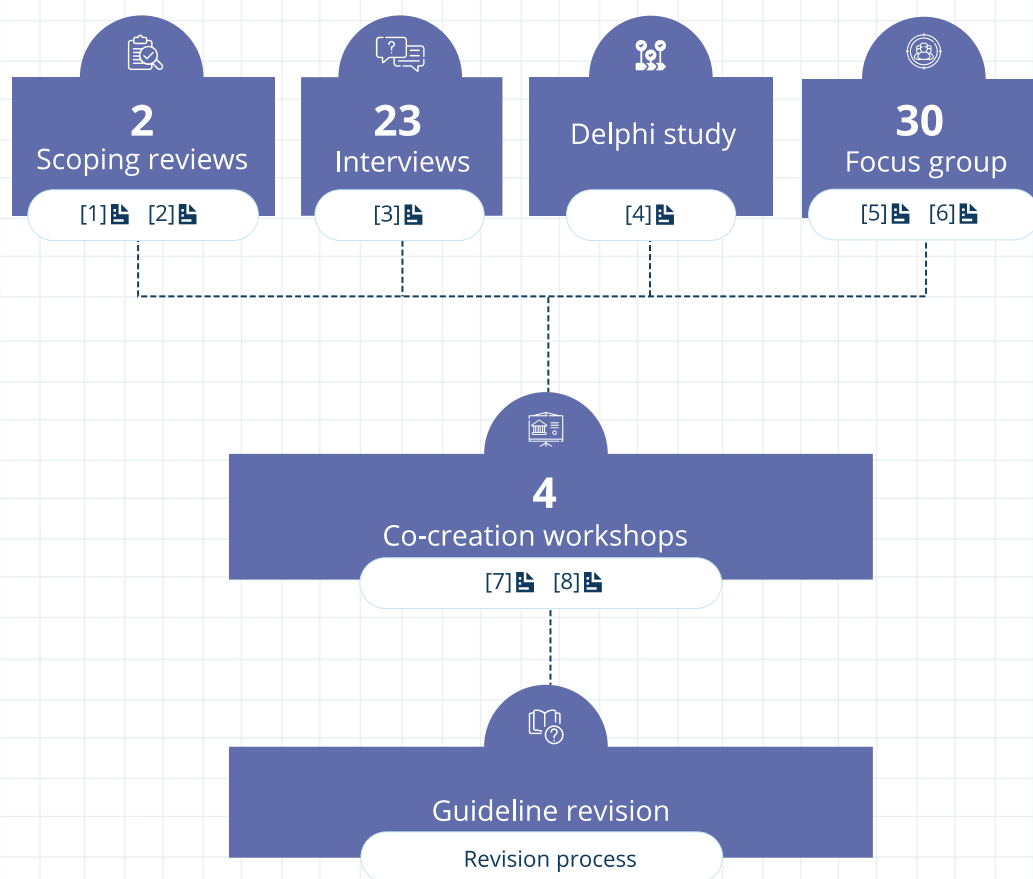 2
Scoping reviews
[1] [2]
23
Interviews
[3]
Delphi study
[4]
30
Focus group
[5] [6]
4
Co-creation workshops
[7] [8]
Guideline revision
Revision process